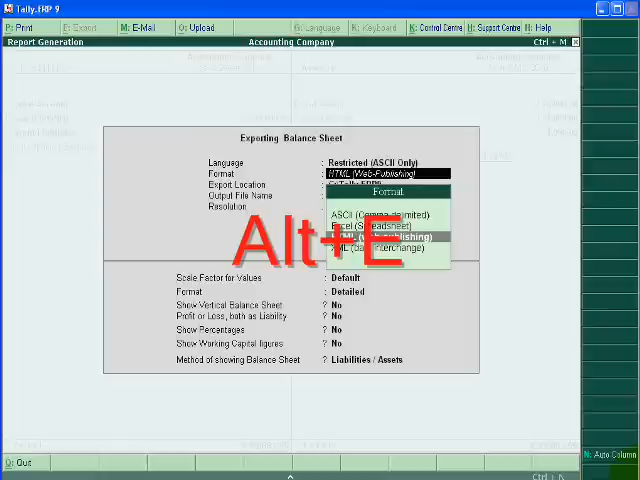 Tally.ERP 9
P: Print E: Export M: E-Mail O: Upload G: Language K: Keyboard K: Control Centre H: Support Centre H: Help
Report Generation Accounting Company Ctrl + M
Exporting Balance Sheet
Language : Restricted (ASCII Only)
Format : HTML (Web-Publishing)
Export Location :
Output File Name :
Resolution :
Format
ASCII (Comma delimited)
Excel (Spreadsheet)
HTML (Web-Publishing)
XML (data interchange)
Alt+E
Scale Factor for Values : Default
Format : Detailed
Show Vertical Balance Sheet ? No
Profit or Loss, both as Liability ? No
Show Percentages ? No
Show Working Capital figures ? No
Method of showing Balance Sheet ? Liabilities / Assets
N: Auto Column
Q: Quit
Ctrl + N